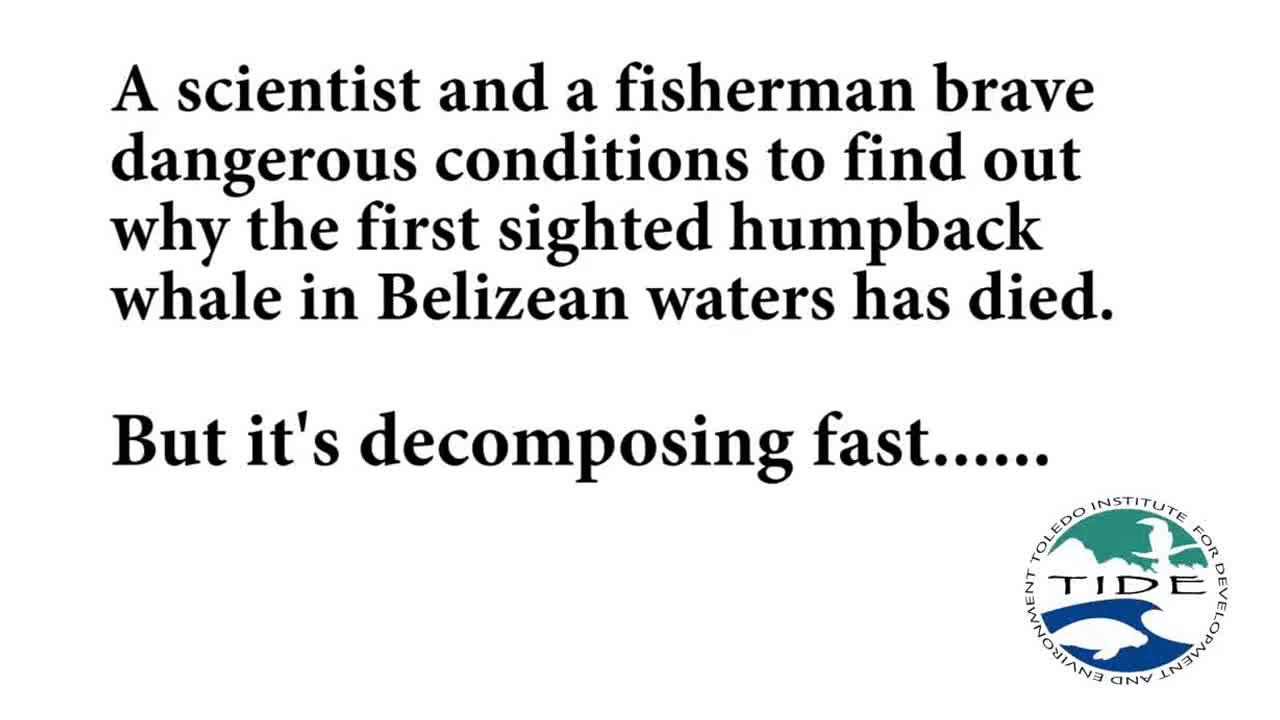 A scientist and a fisherman brave
dangerous conditions to find out
why the first sighted humpback
whale in Belizean waters has died.
But it's decomposing fast......
TOLEDO INSTITUTE FOR DEVELOPMENT AND ENVIRONMENT
TIDE